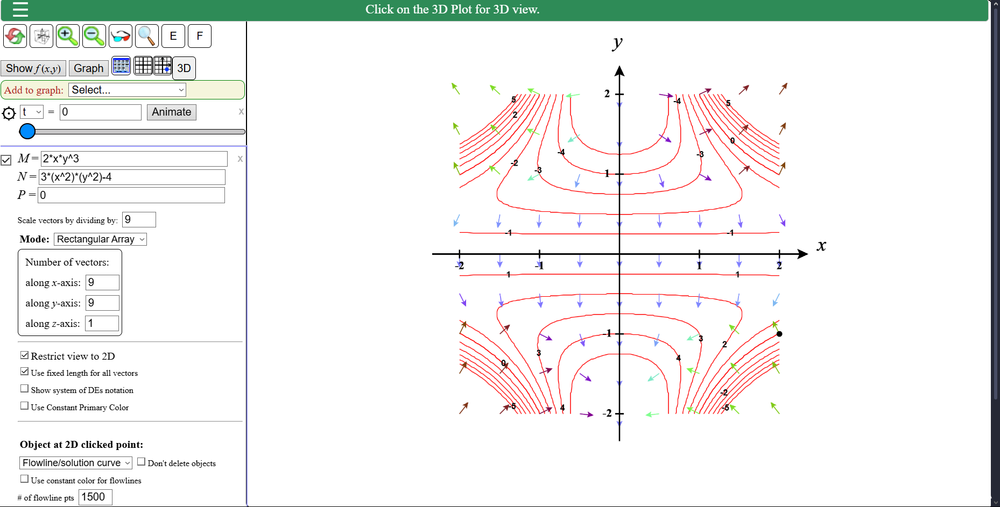 Click on the 3D Plot for 3D view.
E F
Show f(x,y) Graph 3D
Add to graph: Select...
t = 0 Animate x
M= 2*x*y^3 x
N= 3*(x^2)*(y^2)-4
P= 0
Scale vectors by dividing by: 9
Mode: Rectangular Array
Number of vectors:
along x-axis: 9
along y-axis: 9
along z-axis: 1
Restrict view to 2D
Use fixed length for all vectors
Show system of DEs notation
Use Constant Primary Color
Object at 2D clicked point:
Flowline/solution curve Don't delete objects
Use constant color for flowlines
# of flowline pts 1500
y
2
5 -4 5
2
0
-4 -3
-2 -3
1
-1 -1
x
-2 -1 1 2
1 1
-1
3 3 2
4
0
-2
-5 4 -5
-2